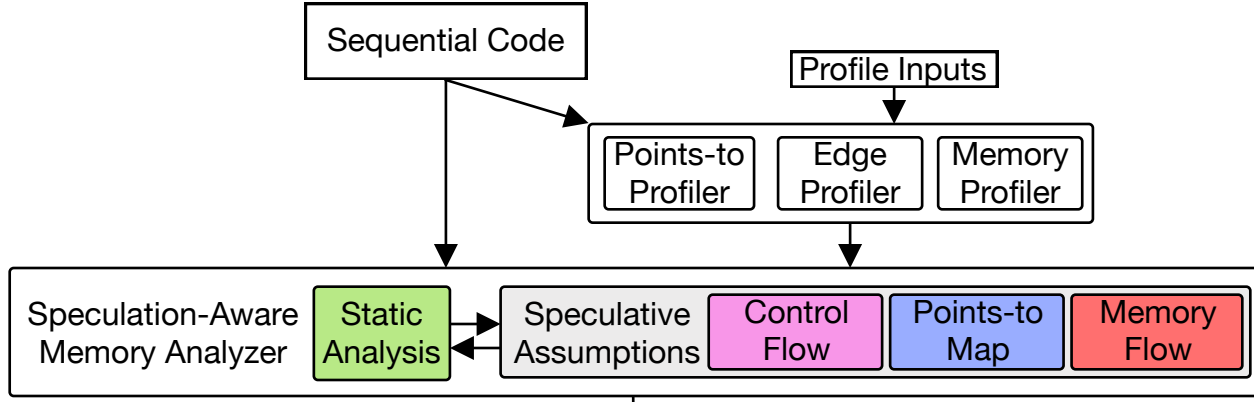 Sequential Code
Profile Inputs
Points-to
Profiler
Edge
Profiler
Memory
Profiler
Speculation-Aware
Memory Analyzer
Static
Analysis
Speculative
Assumptions
Control
Flow
Points-to
Map
Memory
Flow